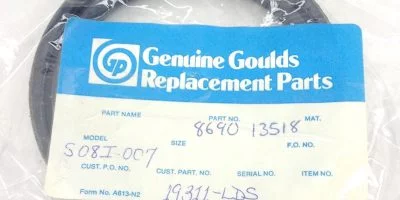 GP
Genuine Goulds
Replacement Parts
PART NAME PART NO. MAT.
8690 13518
MODEL SIZE P.O. NO.
S08I-007
CUST. P.O. NO. CUST. PART. NO. SERIAL NO. ITEM NO.
Form No. A613-N2 19311-LDS